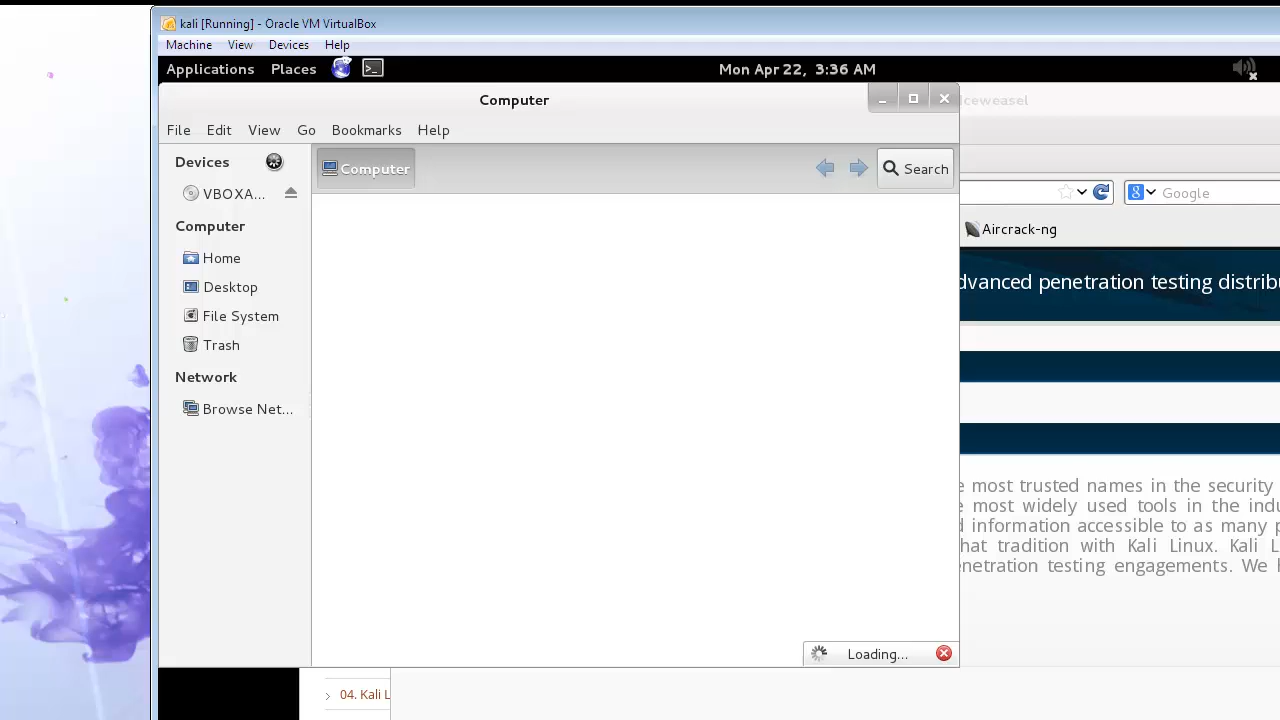 kali [Running] - Oracle VM VirtualBox
Machine View Devices Help
Applications Places Mon Apr 22, 3:36 AM
Computer
Iceweasel
File Edit View Go Bookmarks Help
Devices
Computer
Search
VBOXA...
Google
Computer
Aircrack-ng
Home
Desktop
dvanced penetration testing distrib
File System
Trash
Network
Browse Net...
e most trusted names in the security
e most widely used tools in the indu
d information accessible to as many p
hat tradition with Kali Linux. Kali L
enetration testing engagements. We h
Loading...
04. Kali L